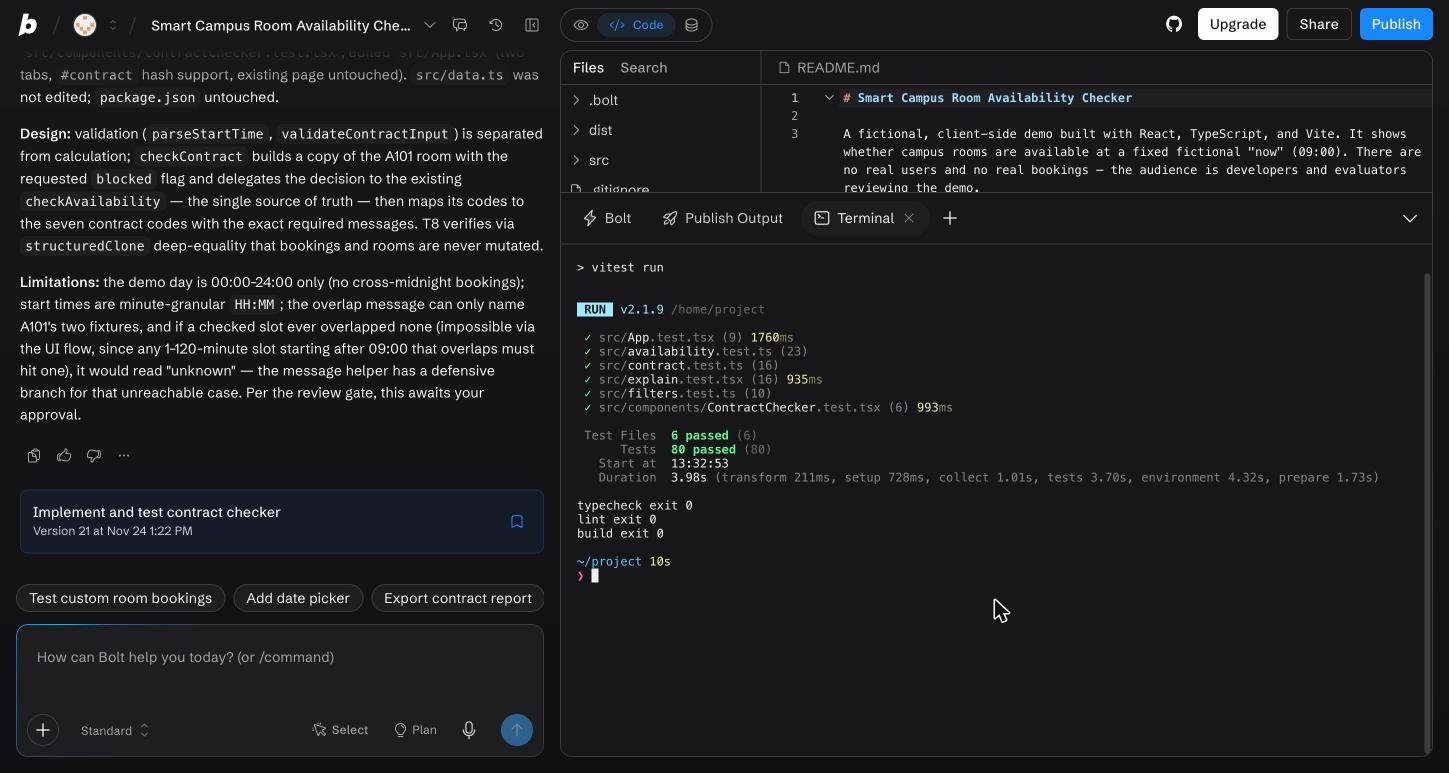 b / / Smart Campus Room Availability Che...
Code
Upgrade
Share
Publish
src/components/ContractChecker.test.tsx, edited src/App.tsx (two
tabs, #contract hash support, existing page untouched). src/data.ts was
not edited; package.json untouched.
Design: validation ( parseStartTime , validateContractInput ) is separated
from calculation; checkContract builds a copy of the A101 room with the
requested blocked flag and delegates the decision to the existing
checkAvailability — the single source of truth — then maps its codes to
the seven contract codes with the exact required messages. T8 verifies via
structuredClone deep-equality that bookings and rooms are never mutated.
Limitations: the demo day is 00:00–24:00 only (no cross-midnight bookings);
start times are minute-granular HH:MM ; the overlap message can only name
A101's two fixtures, and if a checked slot ever overlapped none (impossible via
the UI flow, since any 1–120-minute slot starting after 09:00 that overlaps must
hit one), it would read "unknown" — the message helper has a defensive
branch for that unreachable case. Per the review gate, this awaits your
approval.
Implement and test contract checker
Version 21 at Nov 24 1:22 PM
Test custom room bookings
Add date picker
Export contract report
How can Bolt help you today? (or /command)
Standard
Select
Plan
Files
Search
.bolt
dist
src
.gitignore
README.md
1 # Smart Campus Room Availability Checker
2
3 A fictional, client-side demo built with React, TypeScript, and Vite. It shows
whether campus rooms are available at a fixed fictional "now" (09:00). There are
no real users and no real bookings — the audience is developers and evaluators
reviewing the demo.
Bolt
Publish Output
Terminal
> vitest run
RUN v2.1.9 /home/project
✓ src/App.test.tsx (9) 1760ms
✓ src/availability.test.ts (23)
✓ src/contract.test.ts (16)
✓ src/explain.test.tsx (16) 935ms
✓ src/filters.test.ts (10)
✓ src/components/ContractChecker.test.tsx (6) 993ms
Test Files 6 passed (6)
Tests 80 passed (80)
Start at 13:32:53
Duration 3.98s (transform 211ms, setup 728ms, collect 1.01s, tests 3.70s, environment 4.32s, prepare 1.73s)
typecheck exit 0
lint exit 0
build exit 0
~/project 10s
❯